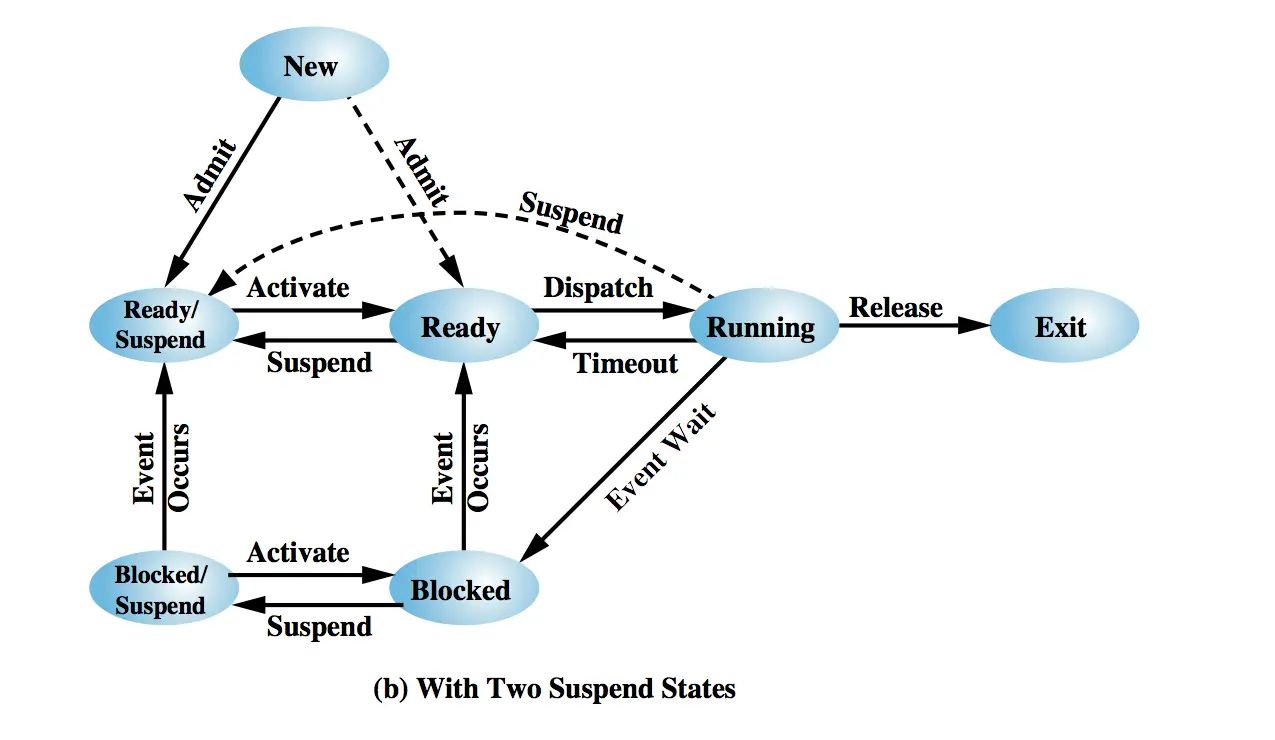 New
Admit
Admit
Suspend
Ready/
Suspend
Activate
Suspend
Ready
Dispatch
Timeout
Running
Release
Exit
Event
Occurs
Event
Occurs
Event Wait
Blocked/
Suspend
Activate
Suspend
Blocked
(b) With Two Suspend States